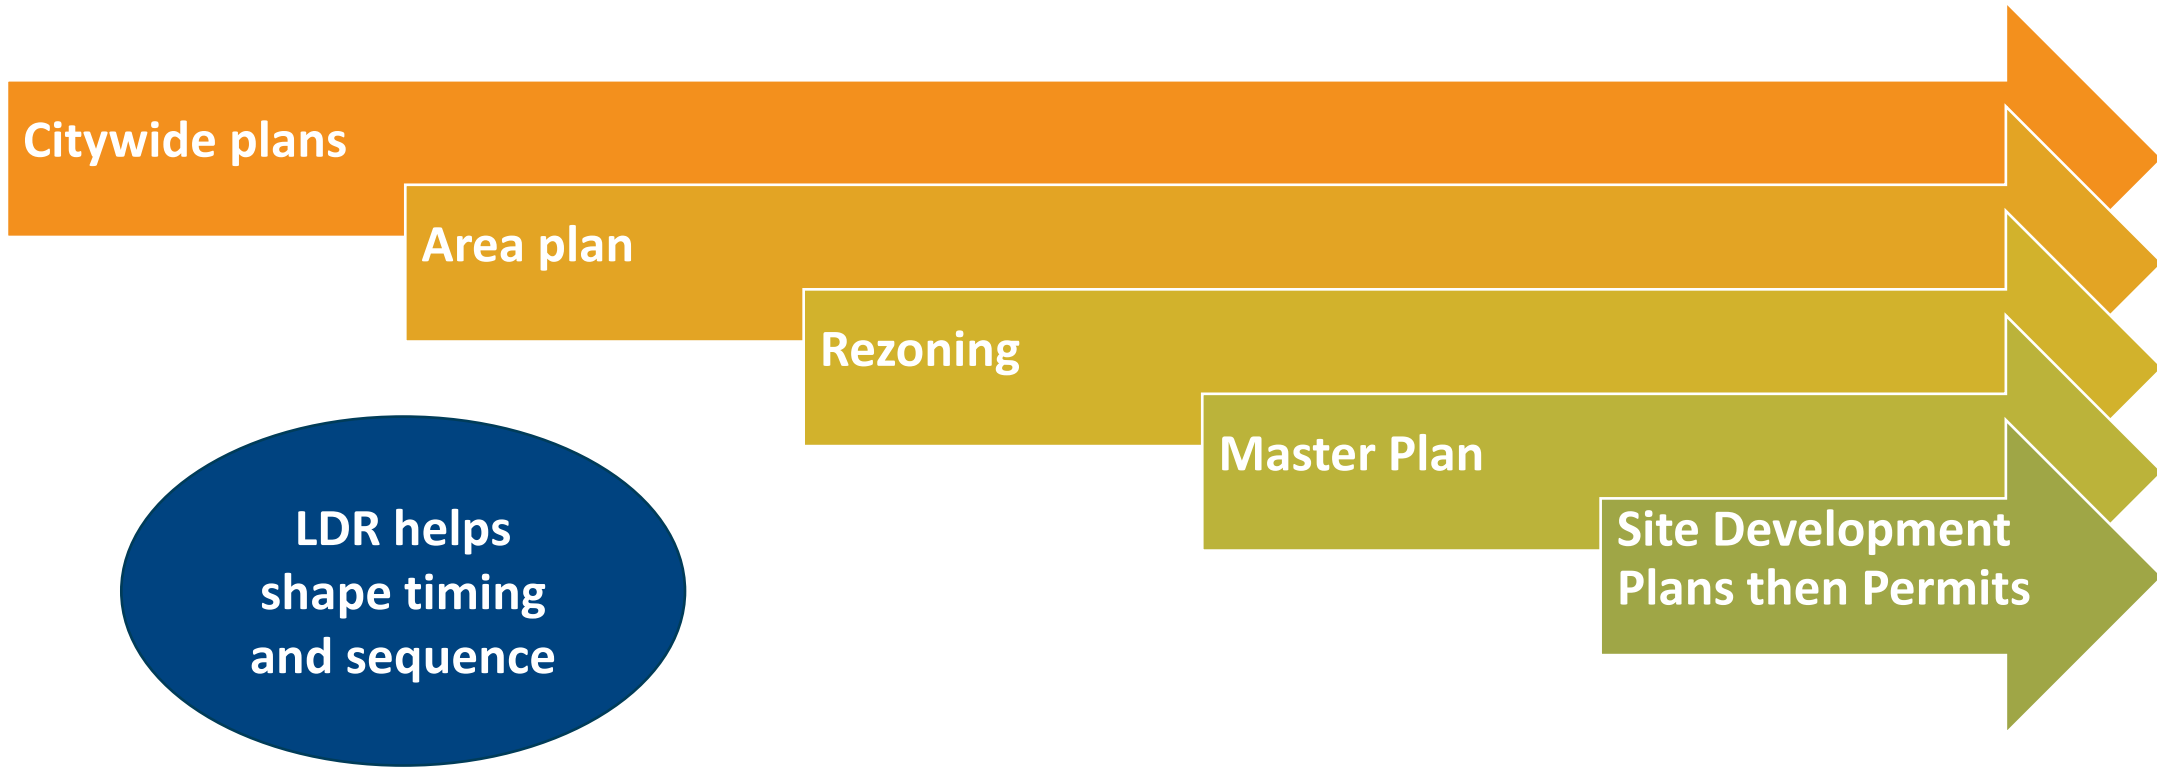 Citywide plans
Area plan
Rezoning
Master Plan
Site Development
Plans then Permits
LDR helps
shape timing
and sequence